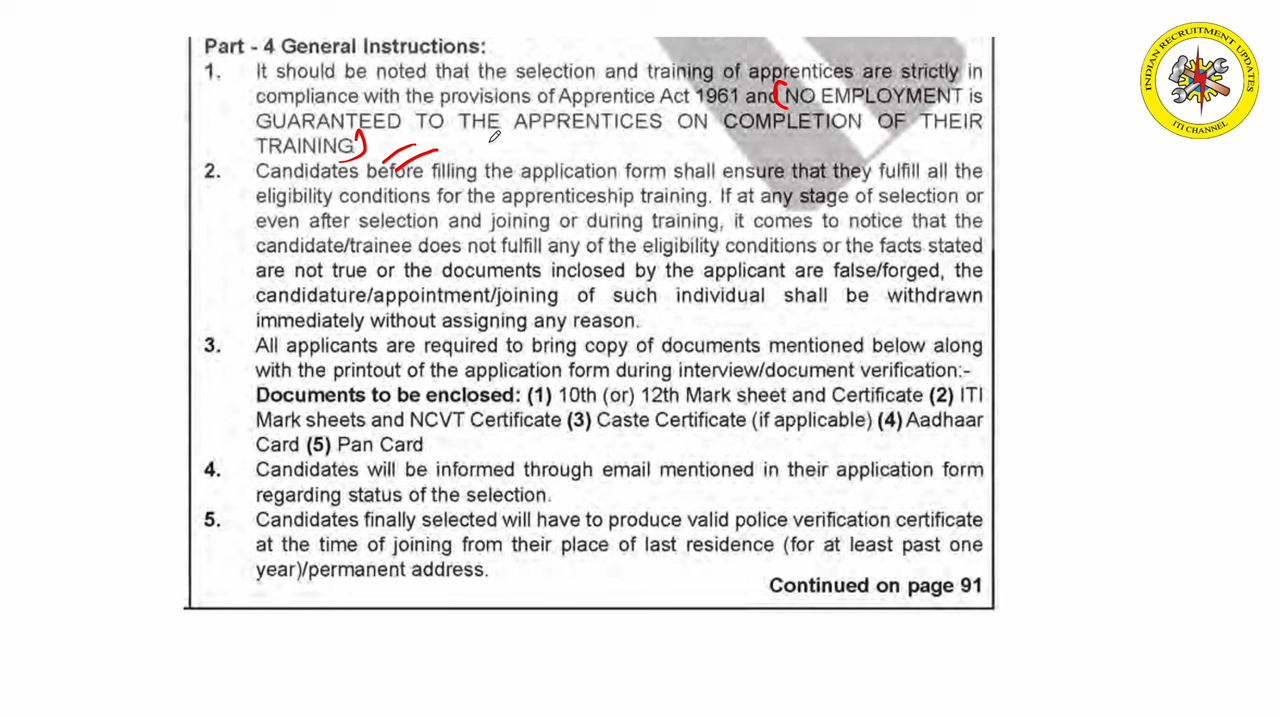 Part - 4 General Instructions:
1. It should be noted that the selection and training of apprentices are strictly in
compliance with the provisions of Apprentice Act 1961 and NO EMPLOYMENT is
GUARANTEED TO THE APPRENTICES ON COMPLETION OF THEIR
TRAINING
2. Candidates before filling the application form shall ensure that they fulfill all the
eligibility conditions for the apprenticeship training. If at any stage of selection or
even after selection and joining or during training, it comes to notice that the
candidate/trainee does not fulfill any of the eligibility conditions or the facts stated
are not true or the documents inclosed by the applicant are false/forged, the
candidature/appointment/joining of such individual shall be withdrawn
immediately without assigning any reason.
3. All applicants are required to bring copy of documents mentioned below along
with the printout of the application form during interview/document verification:-
Documents to be enclosed: (1) 10th (or) 12th Mark sheet and Certificate (2) ITI
Mark sheets and NCVT Certificate (3) Caste Certificate (if applicable) (4) Aadhaar
Card (5) Pan Card
4. Candidates will be informed through email mentioned in their application form
regarding status of the selection.
5. Candidates finally selected will have to produce valid police verification certificate
at the time of joining from their place of last residence (for at least past one
year)/permanent address.
Continued on page 91
INDIAN RECRUITMENT UPDATES
ITI CHANNEL